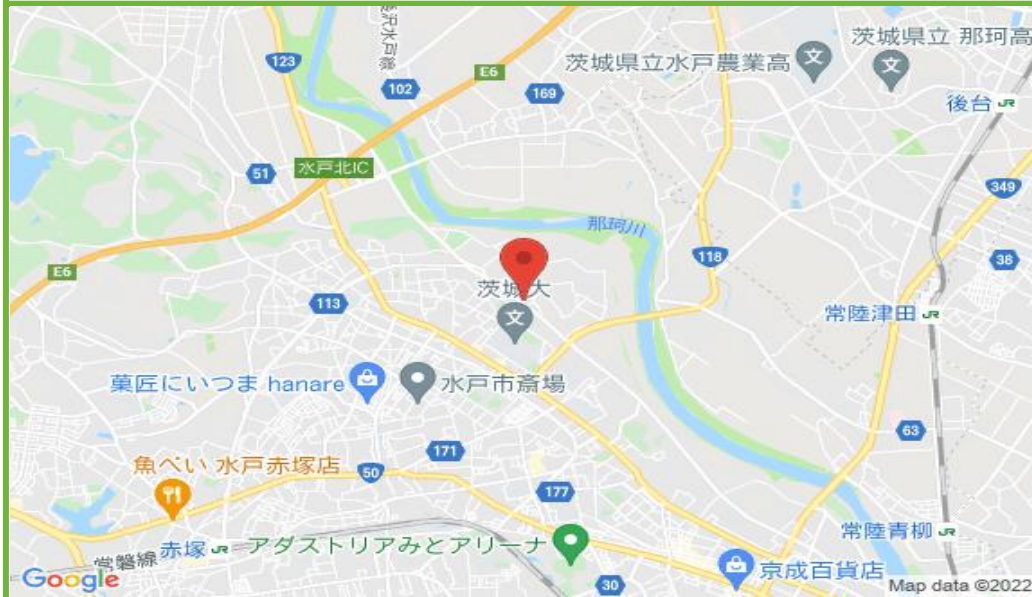 茨城県立 那珂高
123
E6
茨城県立水戸農業高
102
169
後台 JR
水戸北IC
51
349
那珂川
118
38
E6
茨城大
文
113
常陸津田 JR
菓匠にいつま hanare
水戸市斎場
63
171
魚べい 水戸赤塚店
50
177
常陸青柳 JR
常磐線
赤塚 JR
アダストリアみとアリーナ
京成百貨店
30
Google
Map data ©2022